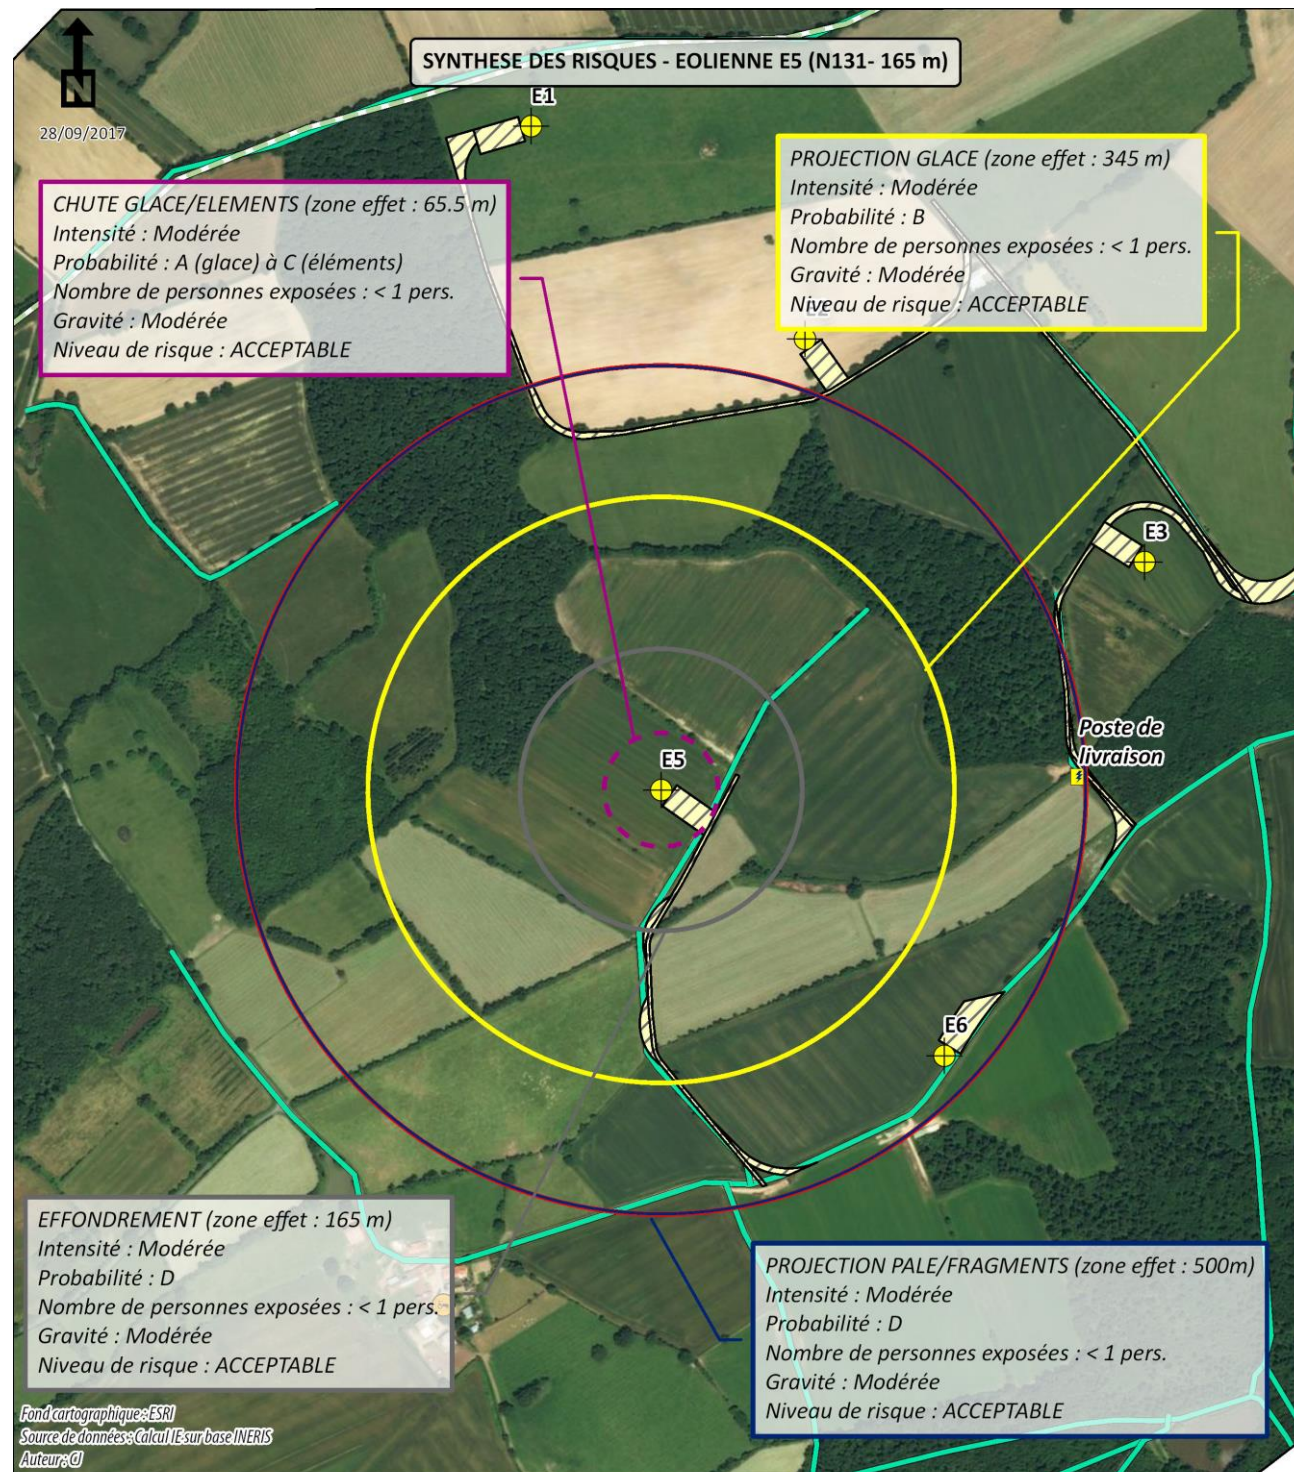 SYNTHESE DES RISQUES - EOLIENNE E5 (N131- 165 m)
N
28/09/2017
E1
CHUTE GLACE/ELEMENTS (zone effet : 65.5 m)
Intensité : Modérée
Probabilité : A (glace) à C (éléments)
Nombre de personnes exposées : < 1 pers.
Gravité : Modérée
Niveau de risque : ACCEPTABLE
PROJECTION GLACE (zone effet : 345 m)
Intensité : Modérée
Probabilité : B
Nombre de personnes exposées : < 1 pers.
Gravité : Modérée
Niveau de risque : ACCEPTABLE
E2
E3
Poste de
livraison
E5
E6
EFFONDREMENT (zone effet : 165 m)
Intensité : Modérée
Probabilité : D
Nombre de personnes exposées : < 1 pers.
Gravité : Modérée
Niveau de risque : ACCEPTABLE
PROJECTION PALE/FRAGMENTS (zone effet : 500m)
Intensité : Modérée
Probabilité : D
Nombre de personnes exposées : < 1 pers.
Gravité : Modérée
Niveau de risque : ACCEPTABLE
Fond cartographique : ESRI
Source de données : Calcul IE sur base INERIS
Auteur : CJ